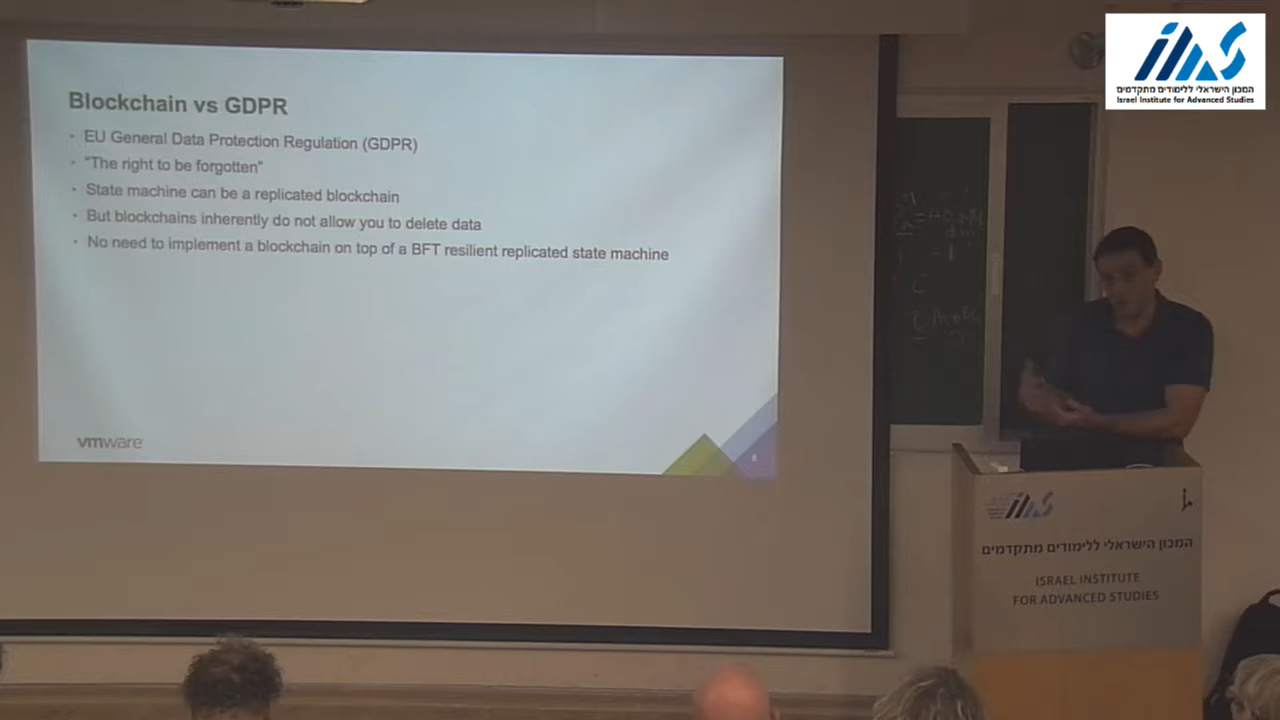 Blockchain vs GDPR
• EU General Data Protection Regulation (GDPR)
• "The right to be forgotten"
• State machine can be a replicated blockchain
• But blockchains inherently do not allow you to delete data
• No need to implement a blockchain on top of a BFT resilient replicated state machine
vmware
8
ias
המכון הישראלי ללימודים מתקדמים
Israel Institute for Advanced Studies
ias
המכון הישראלי ללימודים מתקדמים
ISRAEL INSTITUTE
FOR ADVANCED STUDIES